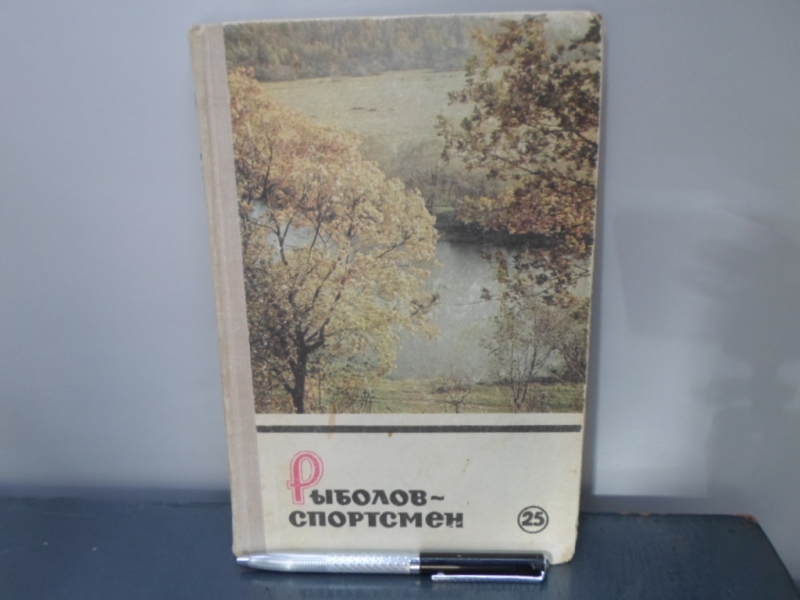 Рыболов-
спортсмен
25